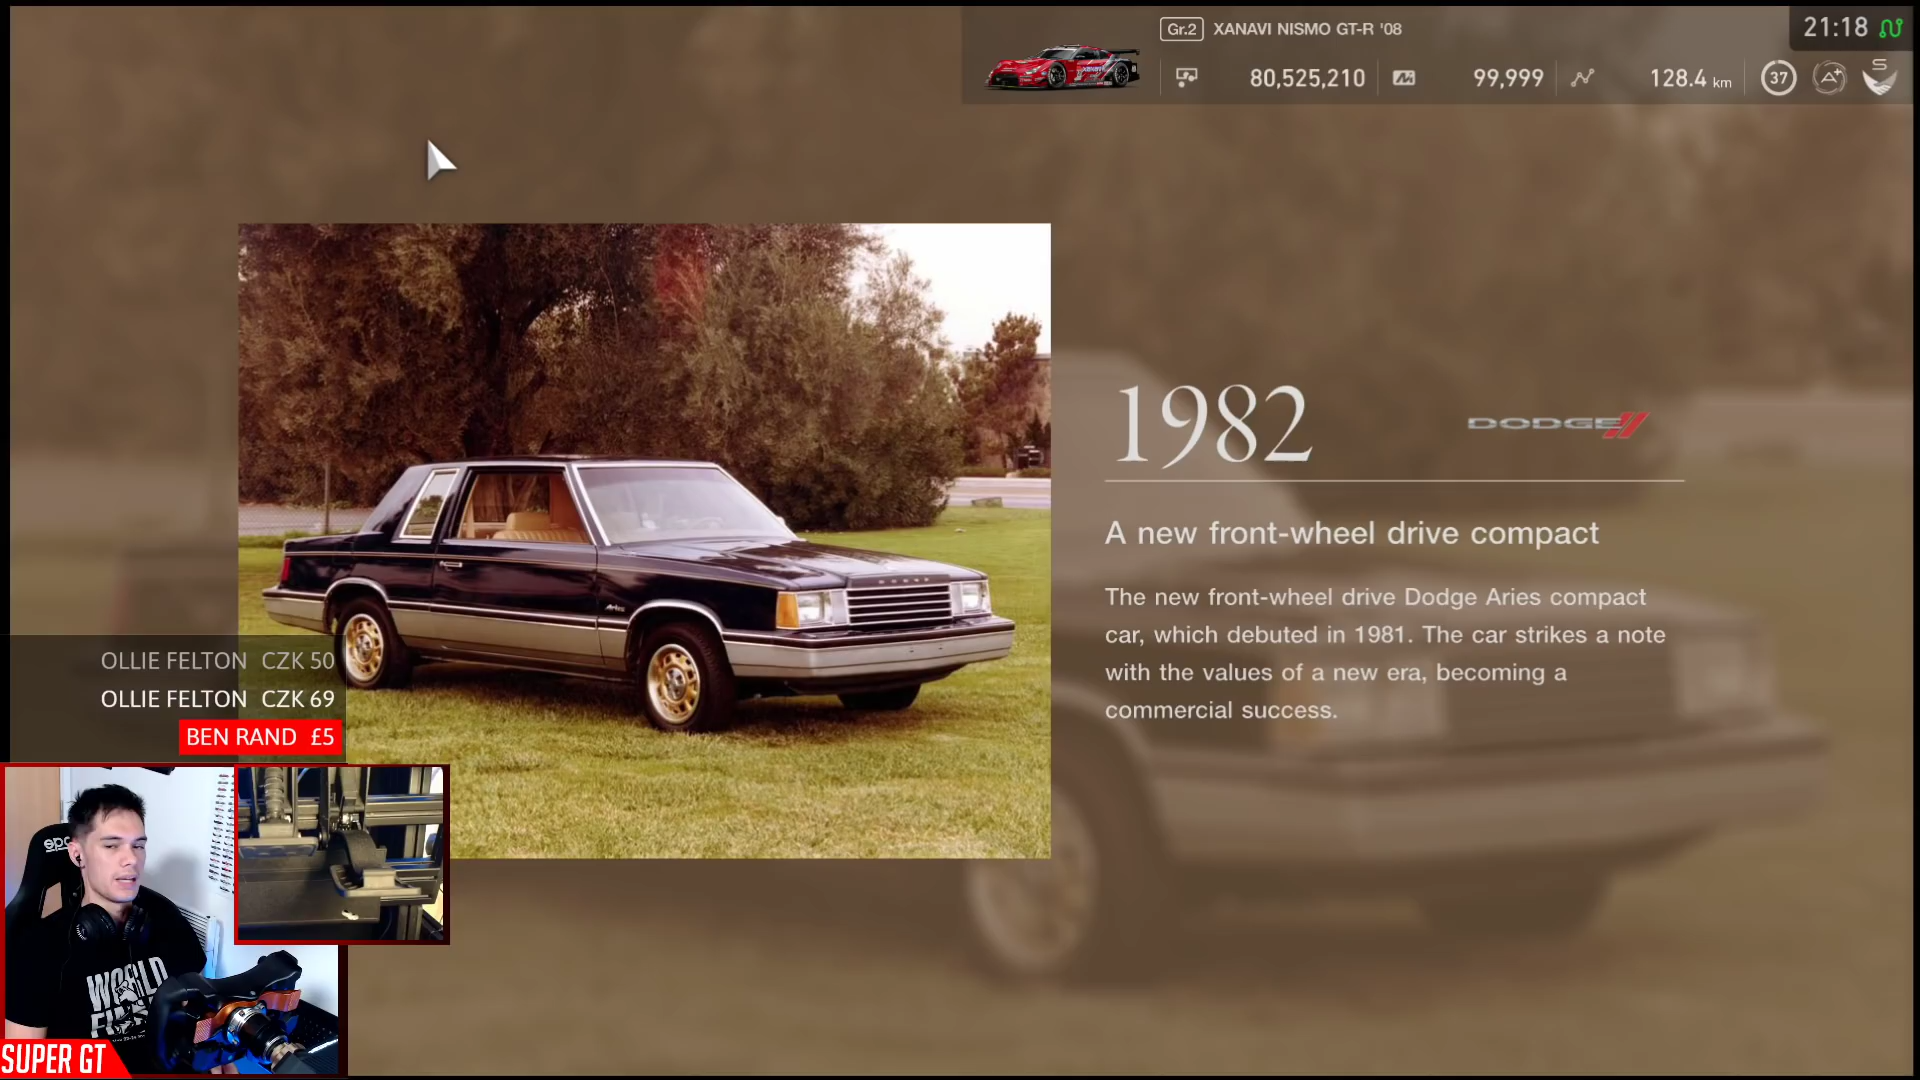 Gr.2 XANAVI NISMO GT-R '08
21:18
80,525,210
99,999
128.4 km
37
A+
S
1982
DODGE
A new front-wheel drive compact
The new front-wheel drive Dodge Aries compact
car, which debuted in 1981. The car strikes a note
with the values of a new era, becoming a
commercial success.
DODGE
Aries
OLLIE FELTON CZK 50
OLLIE FELTON CZK 69
BEN RAND £5
WORLD
SUPER GT